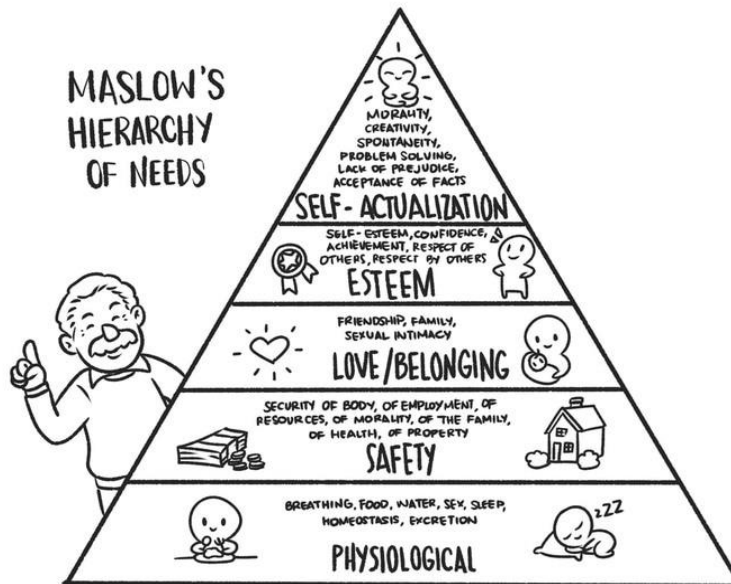 MASLOW'S
HIERARCHY
OF NEEDS
MORALITY,
CREATIVITY,
SPONTANEITY,
PROBLEM SOLVING,
LACK OF PREJUDICE,
ACCEPTANCE OF FACTS
SELF-ACTUALIZATION
SELF-ESTEEM, CONFIDENCE,
ACHIEVEMENT, RESPECT OF
OTHERS, RESPECT BY OTHERS
ESTEEM
FRIENDSHIP, FAMILY,
SEXUAL INTIMACY
LOVE/BELONGING
SECURITY OF BODY, OF EMPLOYMENT, OF
RESOURCES, OF MORALITY, OF THE FAMILY,
OF HEALTH, OF PROPERTY
SAFETY
BREATHING, FOOD, WATER, SEX, SLEEP,
HOMEOSTASIS, EXCRETION
ZZZ
PHYSIOLOGICAL